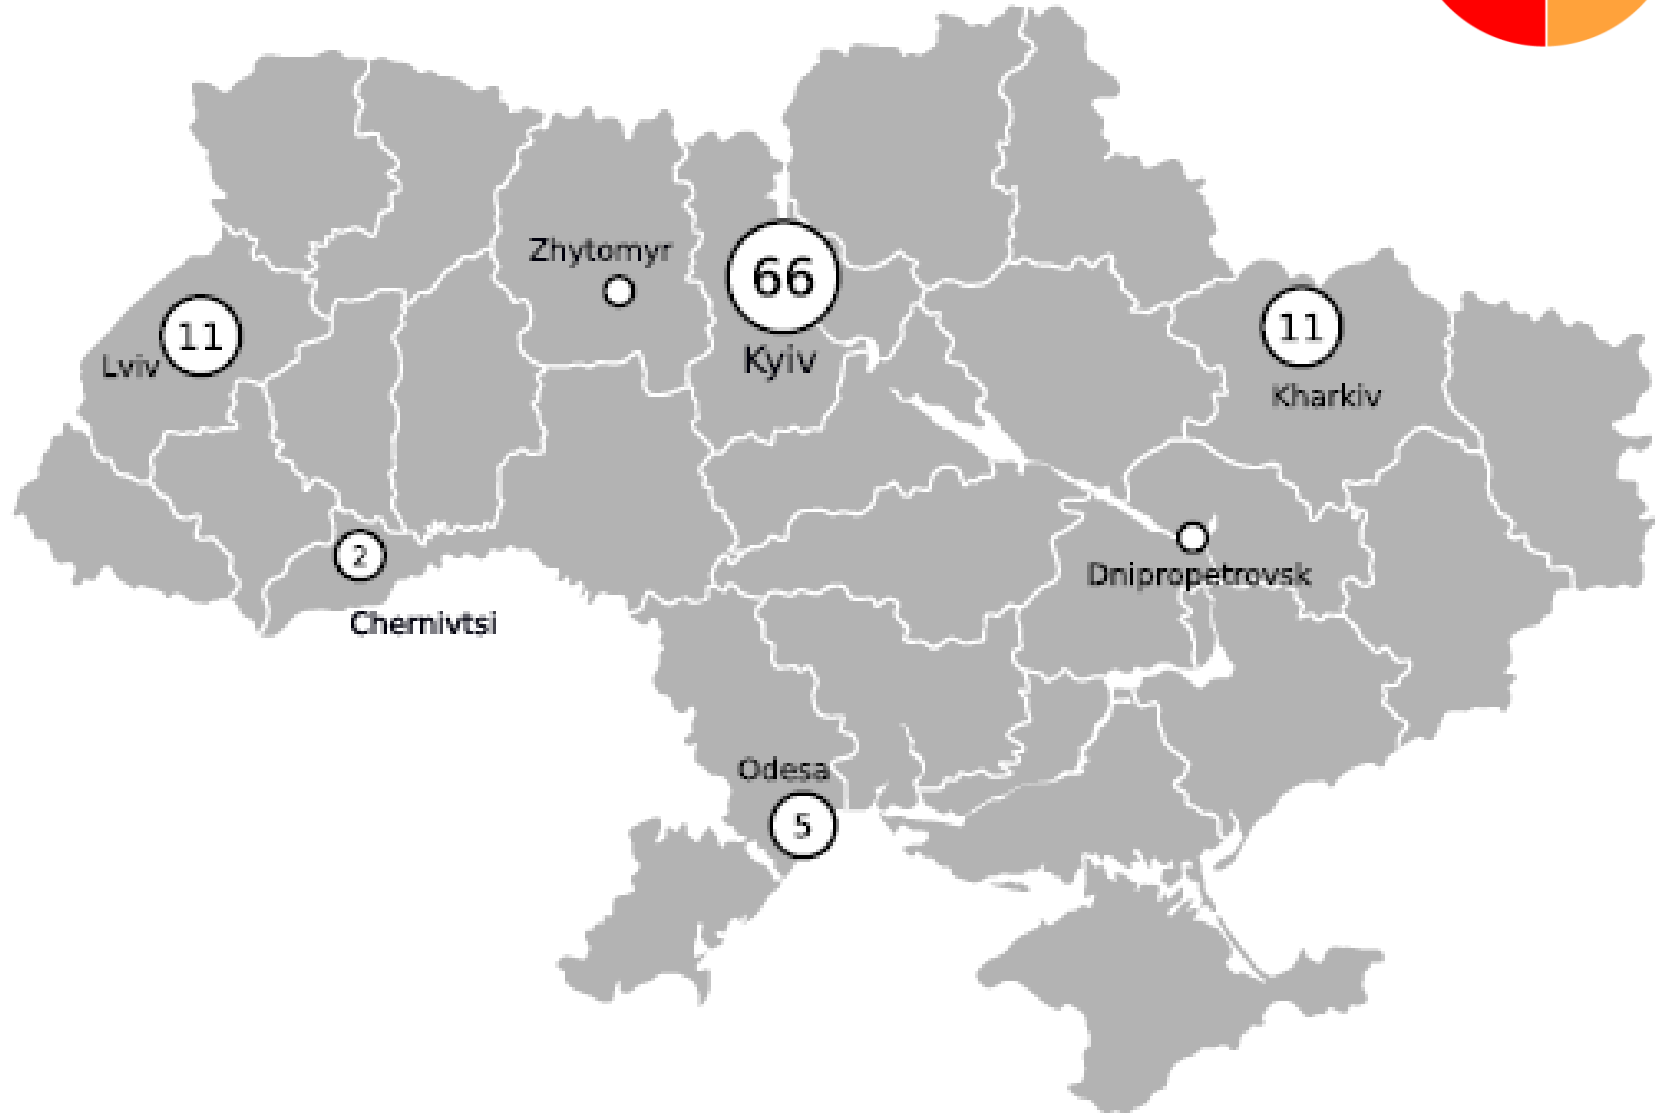 Zhytomyr
66
Kyiv
11
Lviv
11
Kharkiv
2
Chernivtsi
Dnipropetrovsk
Odesa
5